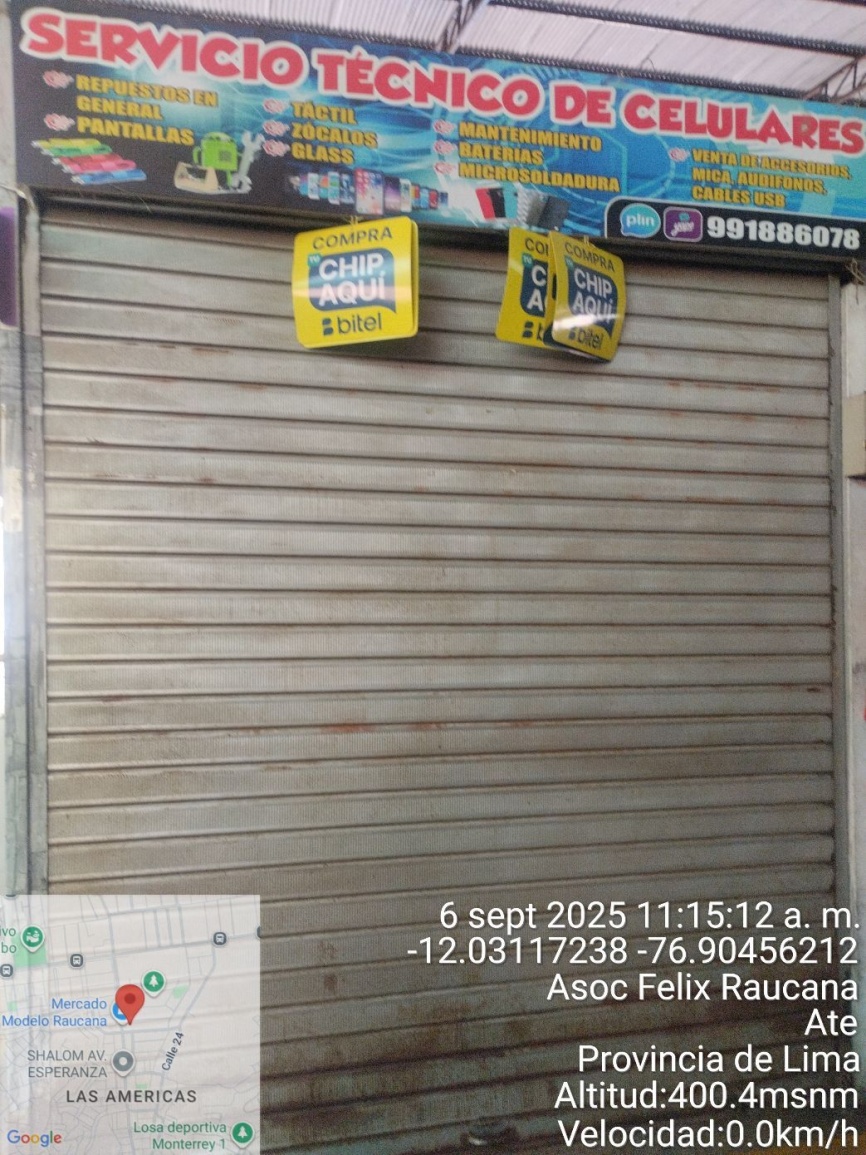 SERVICIO TÉCNICO DE CELULARES
REPUESTOS EN
GENERAL
PANTALLAS
TÁCTIL
ZÓCALOS
GLASS
MANTENIMIENTO
BATERIAS
MICROSOLDADURA
VENTA DE ACCESORIOS,
MICA, AUDIFONOS,
CABLES USB
plin
yape
991886078
COMPRA
TU
CHIP
AQUÍ
bitel
COMPRA
CHIP
AQUÍ
bitel
6 sept 2025 11:15:12 a. m.
-12.03117238 -76.90456212
Asoc Felix Raucana
Ate
Provincia de Lima
Altitud:400.4msnm
Velocidad:0.0km/h
Mercado
Modelo Raucana
SHALOM AV.
ESPERANZA
Calle 24
LAS AMERICAS
Losa deportiva
Monterrey 1
Google